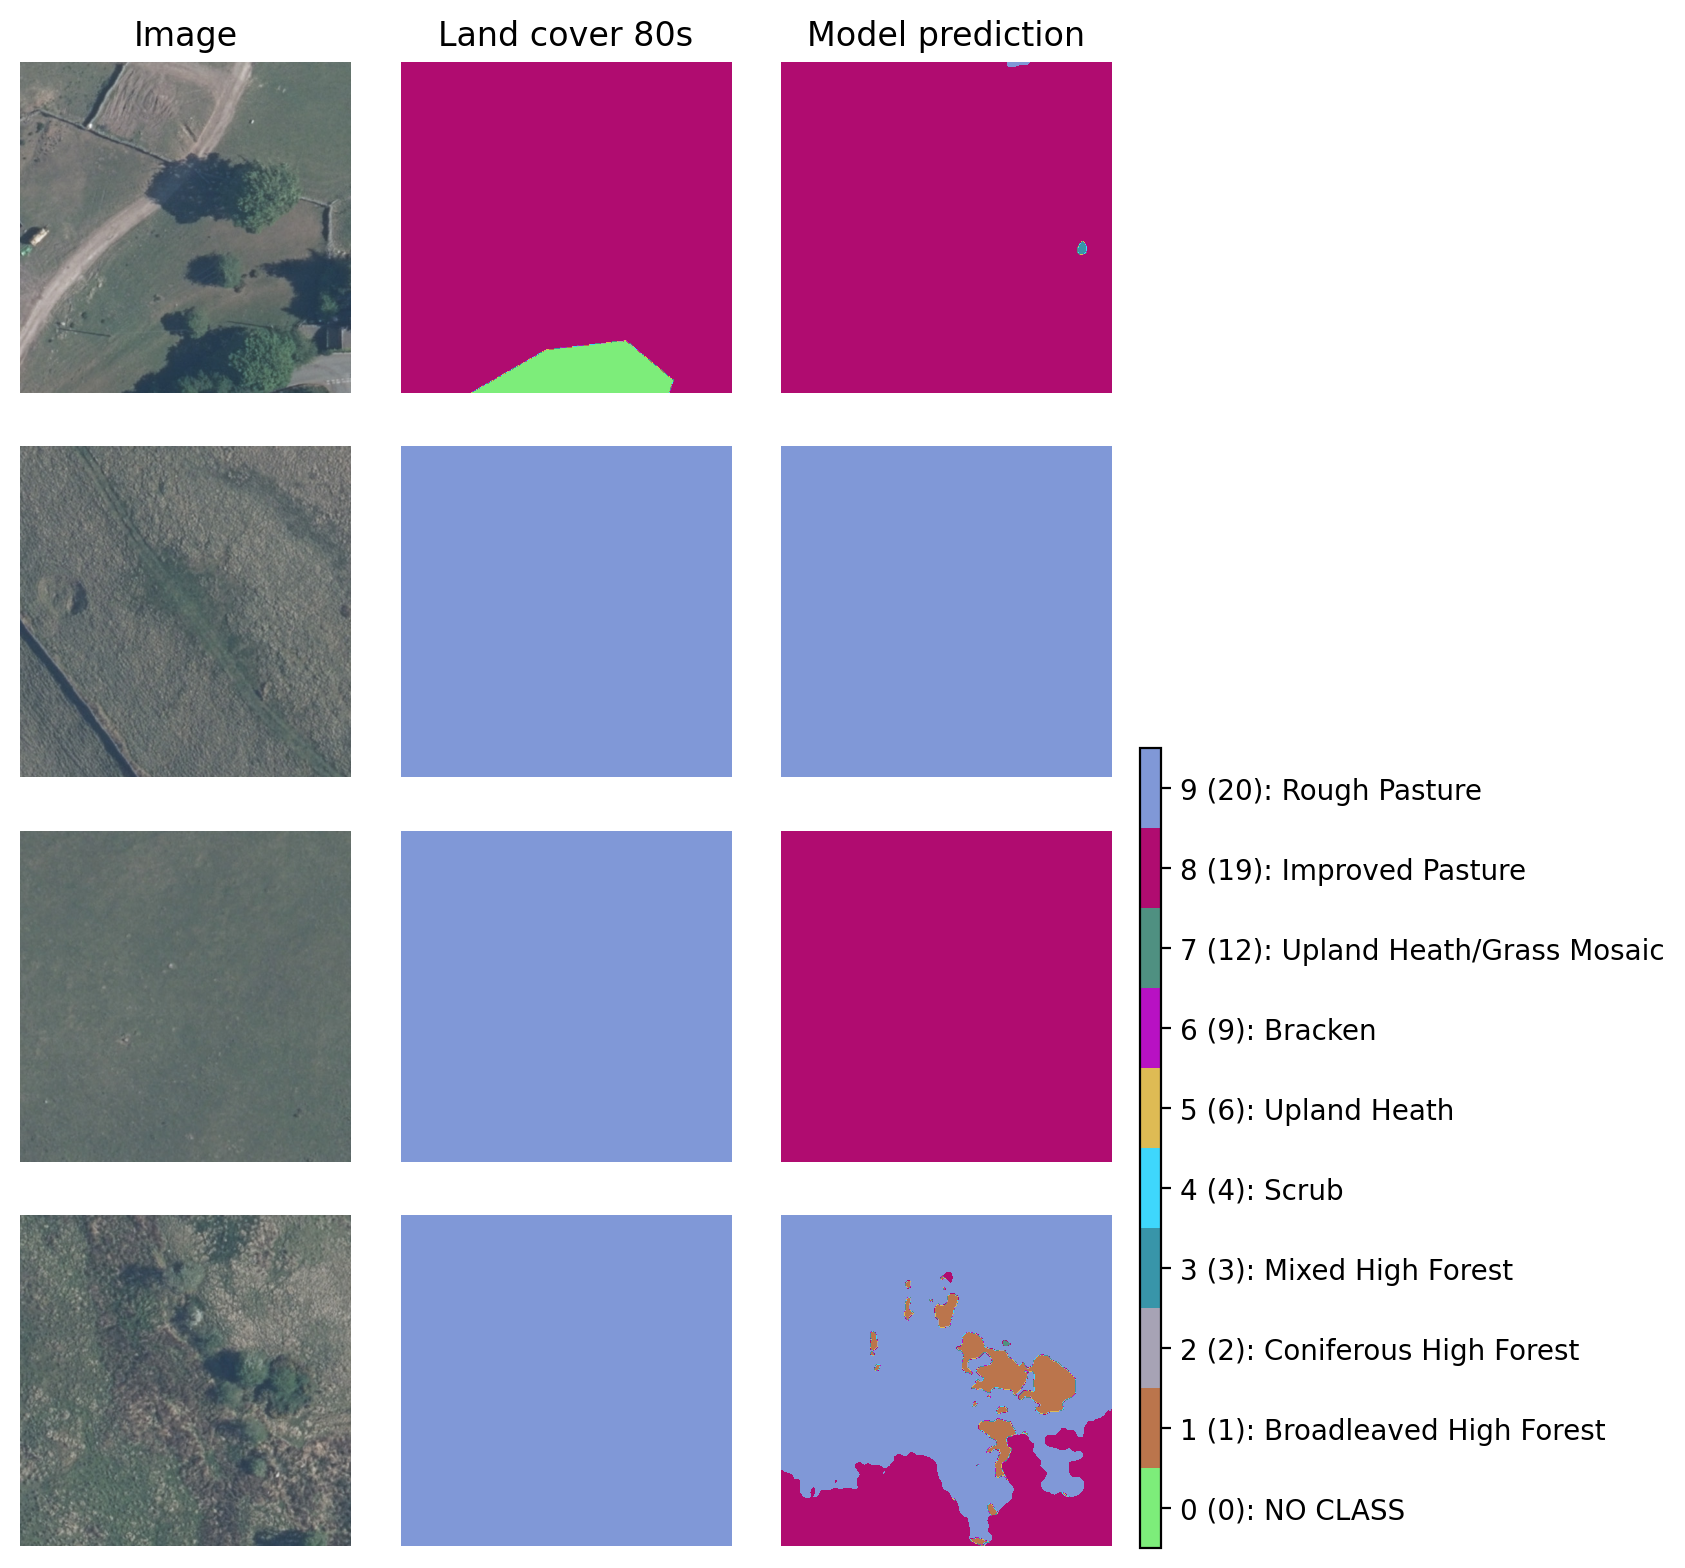 Image
Land cover 80s
Model prediction
9 (20): Rough Pasture
8 (19): Improved Pasture
7 (12): Upland Heath/Grass Mosaic
6 (9): Bracken
5 (6): Upland Heath
4 (4): Scrub
3 (3): Mixed High Forest
2 (2): Coniferous High Forest
1 (1): Broadleaved High Forest
0 (0): NO CLASS